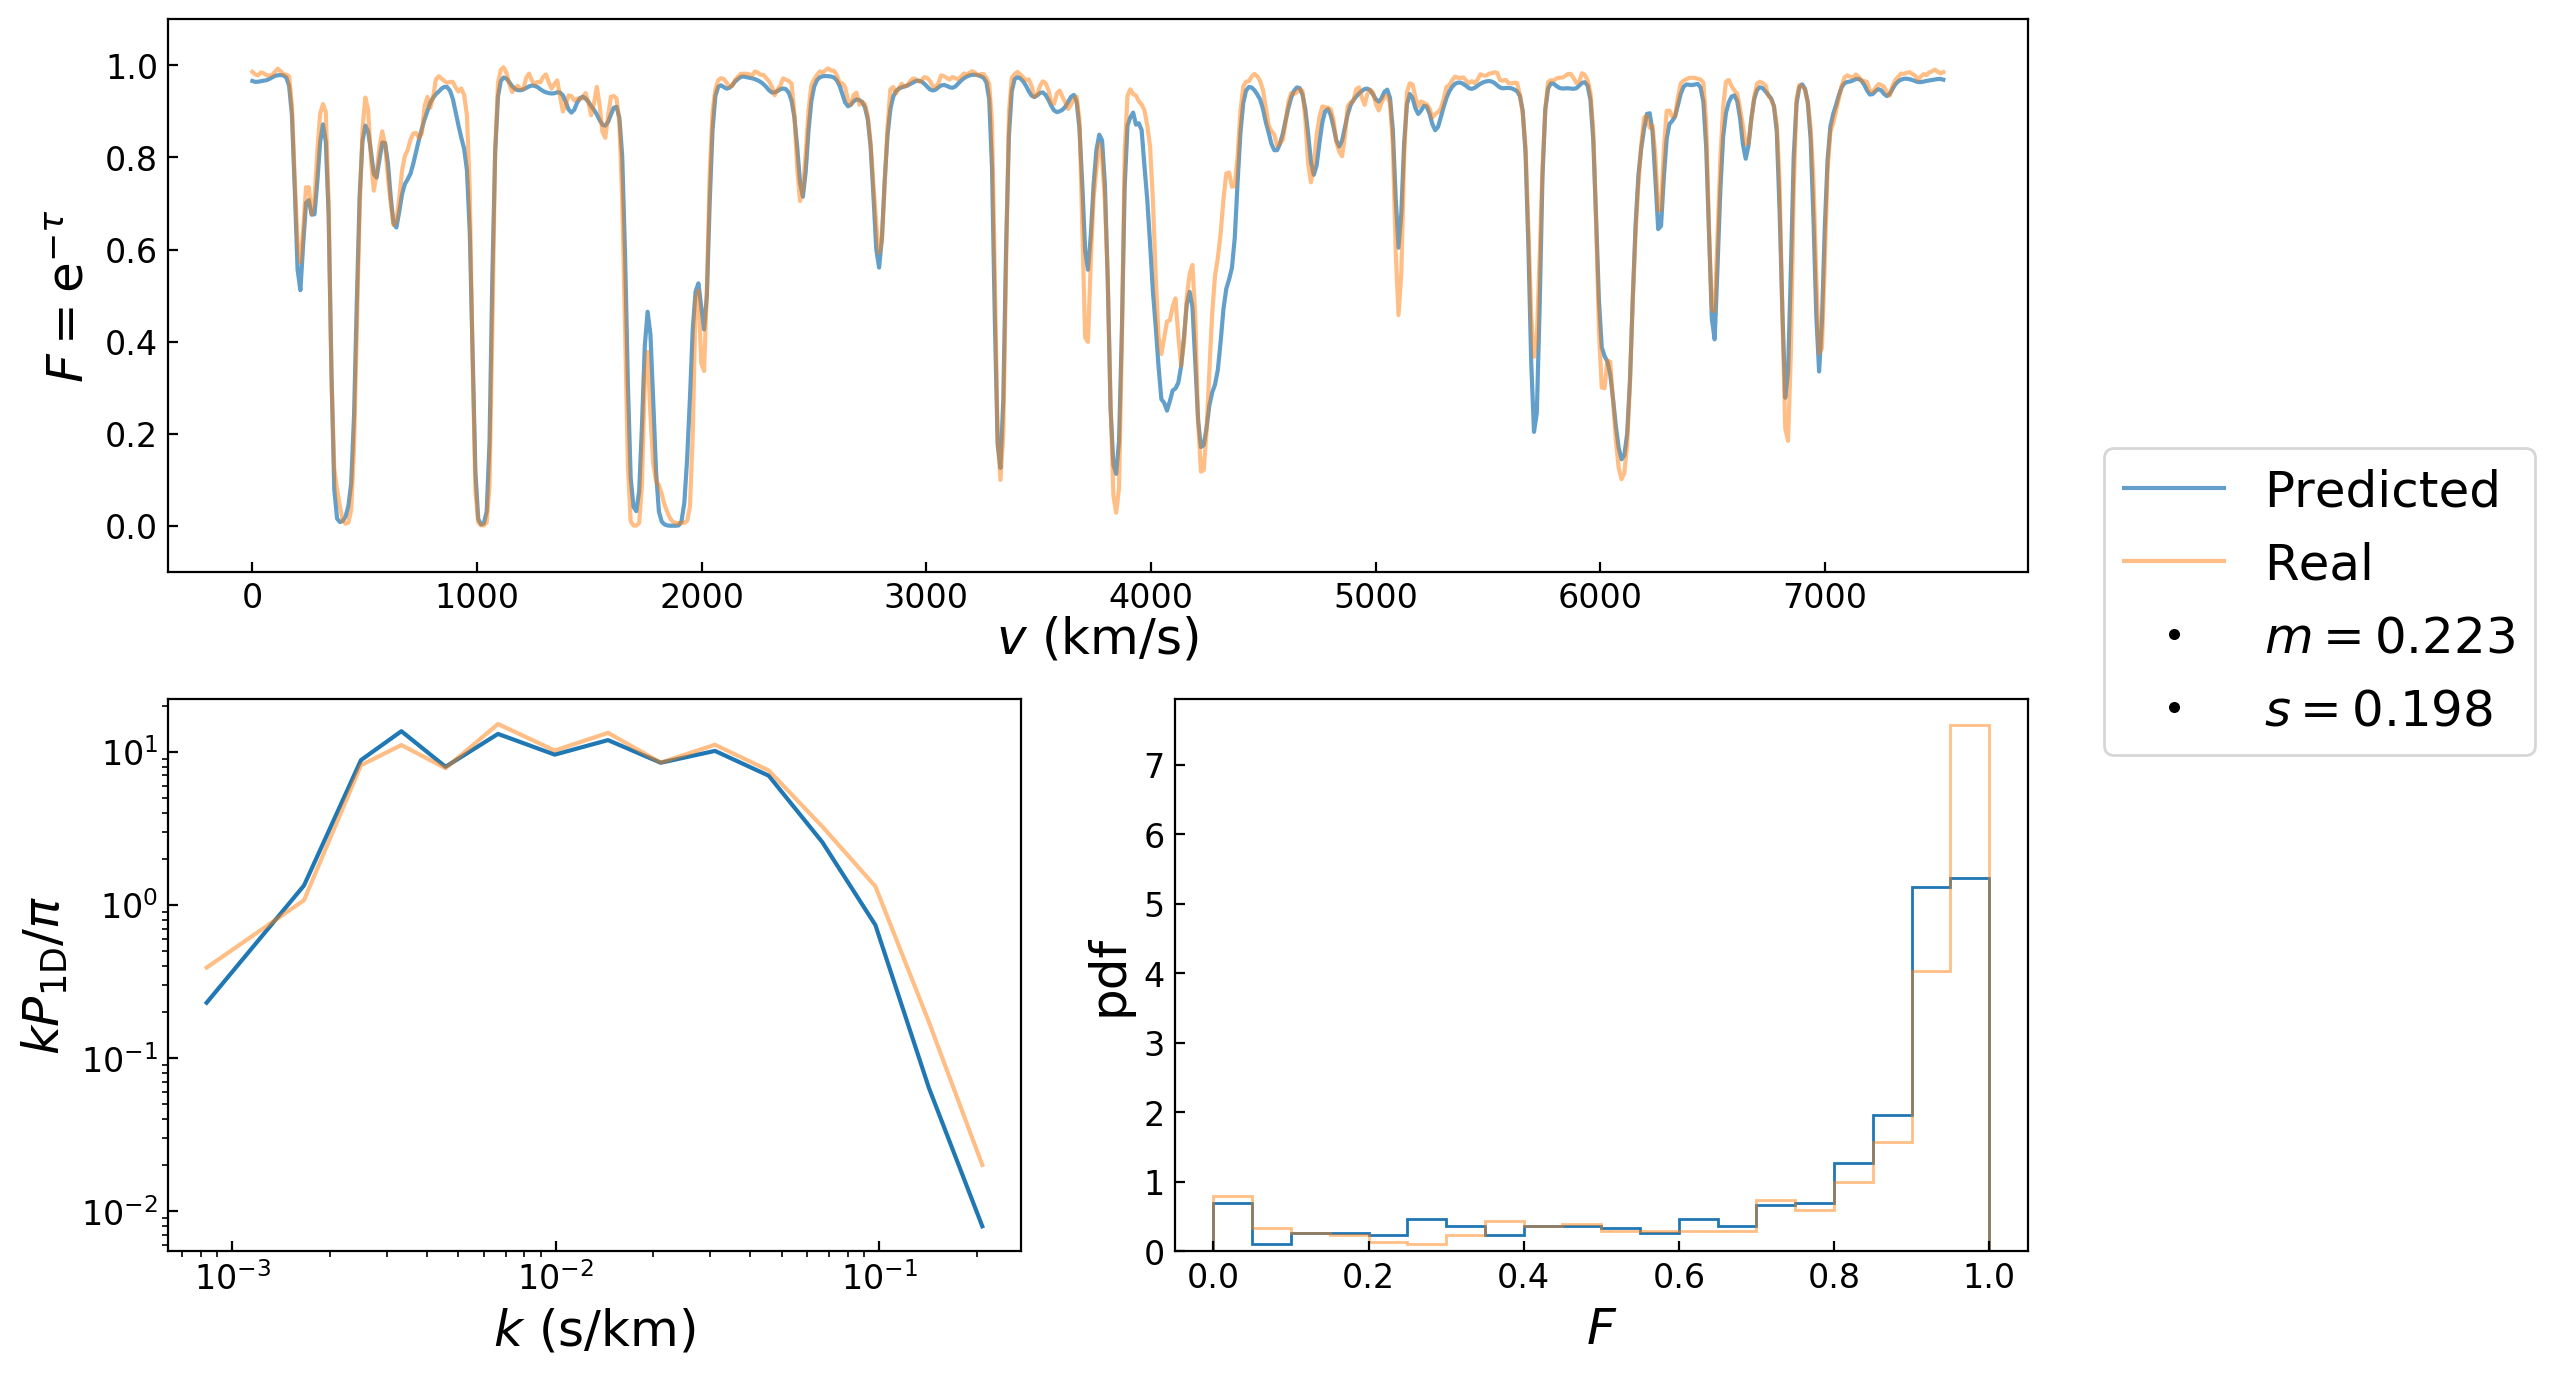 F = e^{−τ}
1.0
0.8
0.6
0.4
0.2
0.0
0 1000 2000 3000 4000 5000 6000 7000
v (km/s)
Predicted
Real
m = 0.223
s = 0.198
kP_{1D}/π
10^1
10^0
10^{−1}
10^{−2}
10^{−3} 10^{−2} 10^{−1}
k (s/km)
pdf
7
6
5
4
3
2
1
0
0.0 0.2 0.4 0.6 0.8 1.0
F